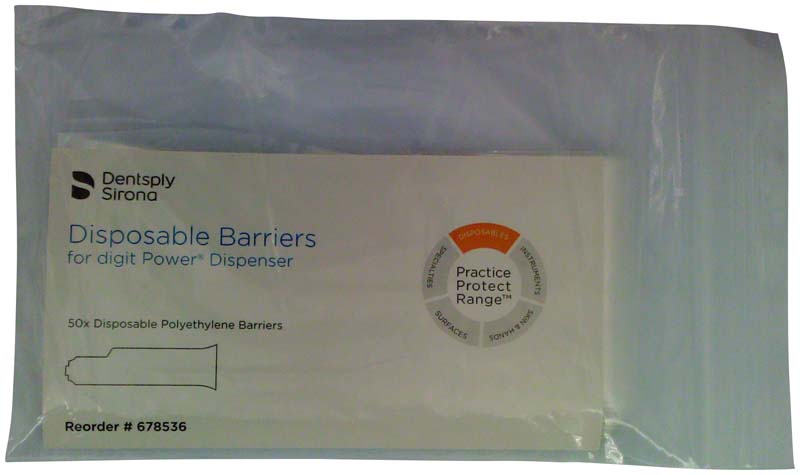 Dentsply
Sirona
Disposable Barriers
for digit Power® Dispenser
50x Disposable Polyethylene Barriers
Reorder # 678536
DISPOSABLES
INSTRUMENTS
SKIN & HANDS
SURFACES
SPECIALTIES
Practice
Protect
Range™